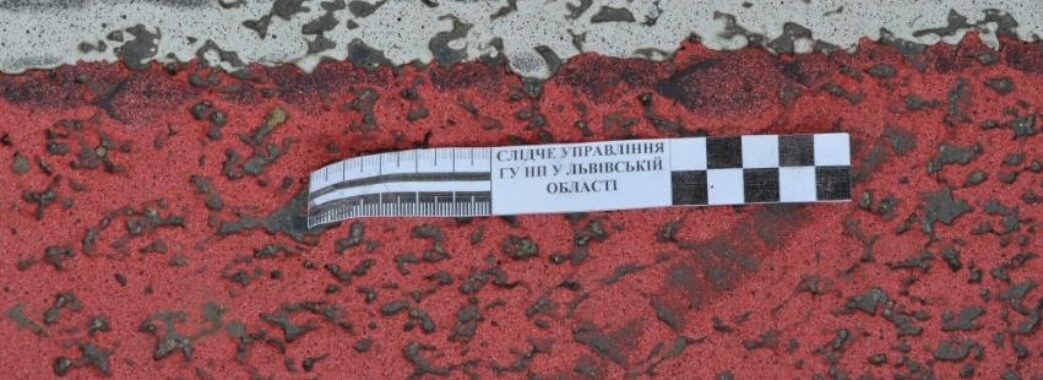 СЛІДЧЕ УПРАВЛІННЯ
ГУ НП У ЛЬВІВСЬКІЙ
ОБЛАСТІ